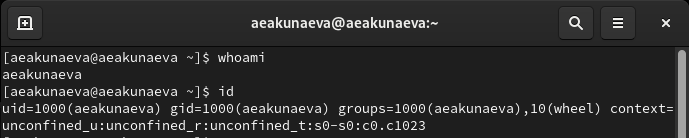 aeakunaeva@aeakunaeva:~
[aeakunaeva@aeakunaeva ~]$ whoami
aeakunaeva
[aeakunaeva@aeakunaeva ~]$ id
uid=1000(aeakunaeva) gid=1000(aeakunaeva) groups=1000(aeakunaeva),10(wheel) context=
unconfined_u:unconfined_r:unconfined_t:s0-s0:c0.c1023